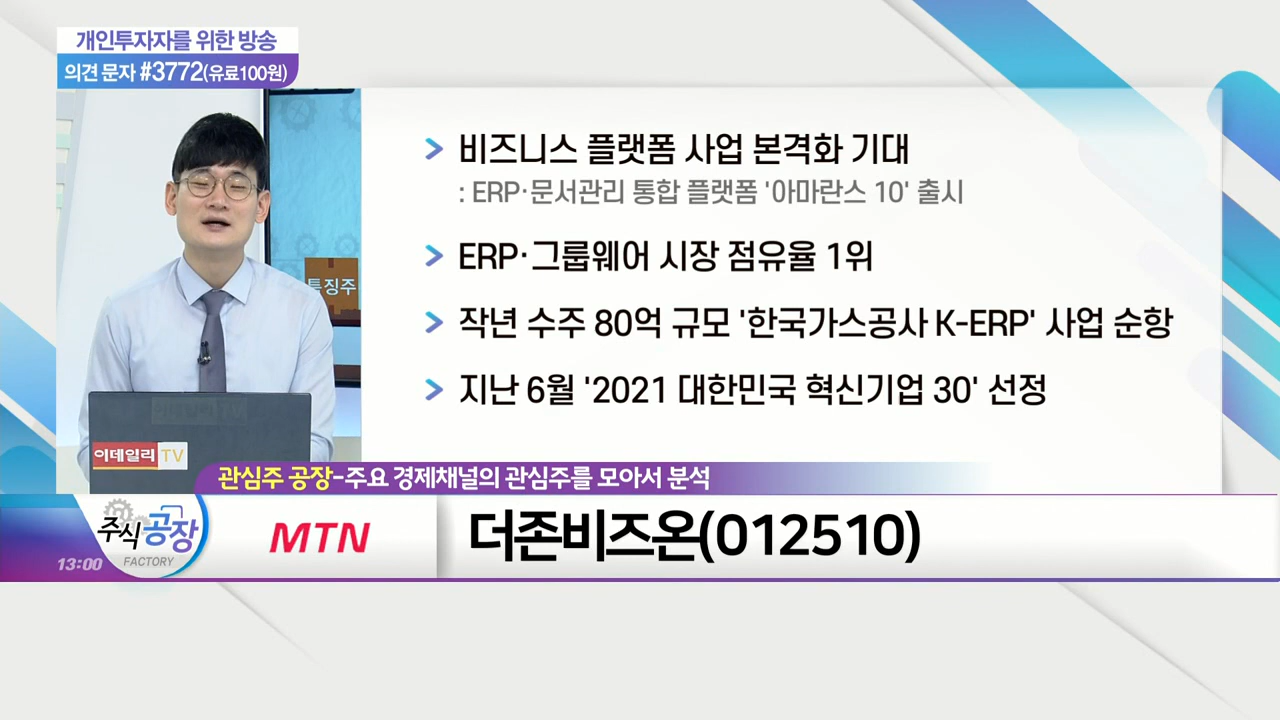 개인투자자를 위한 방송
의견 문자 #3772(유료100원)
> 비즈니스 플랫폼 사업 본격화 기대
: ERP·문서관리 통합 플랫폼 '아마란스 10' 출시
> ERP·그룹웨어 시장 점유율 1위
> 작년 수주 80억 규모 '한국가스공사 K-ERP' 사업 순항
> 지난 6월 '2021 대한민국 혁신기업 30' 선정
특징주
이데일리TV
이데일리 TV
관심주 공장-주요 경제채널의 관심주를 모아서 분석
주식공장
FACTORY
13:00
MTN
더존비즈온(012510)